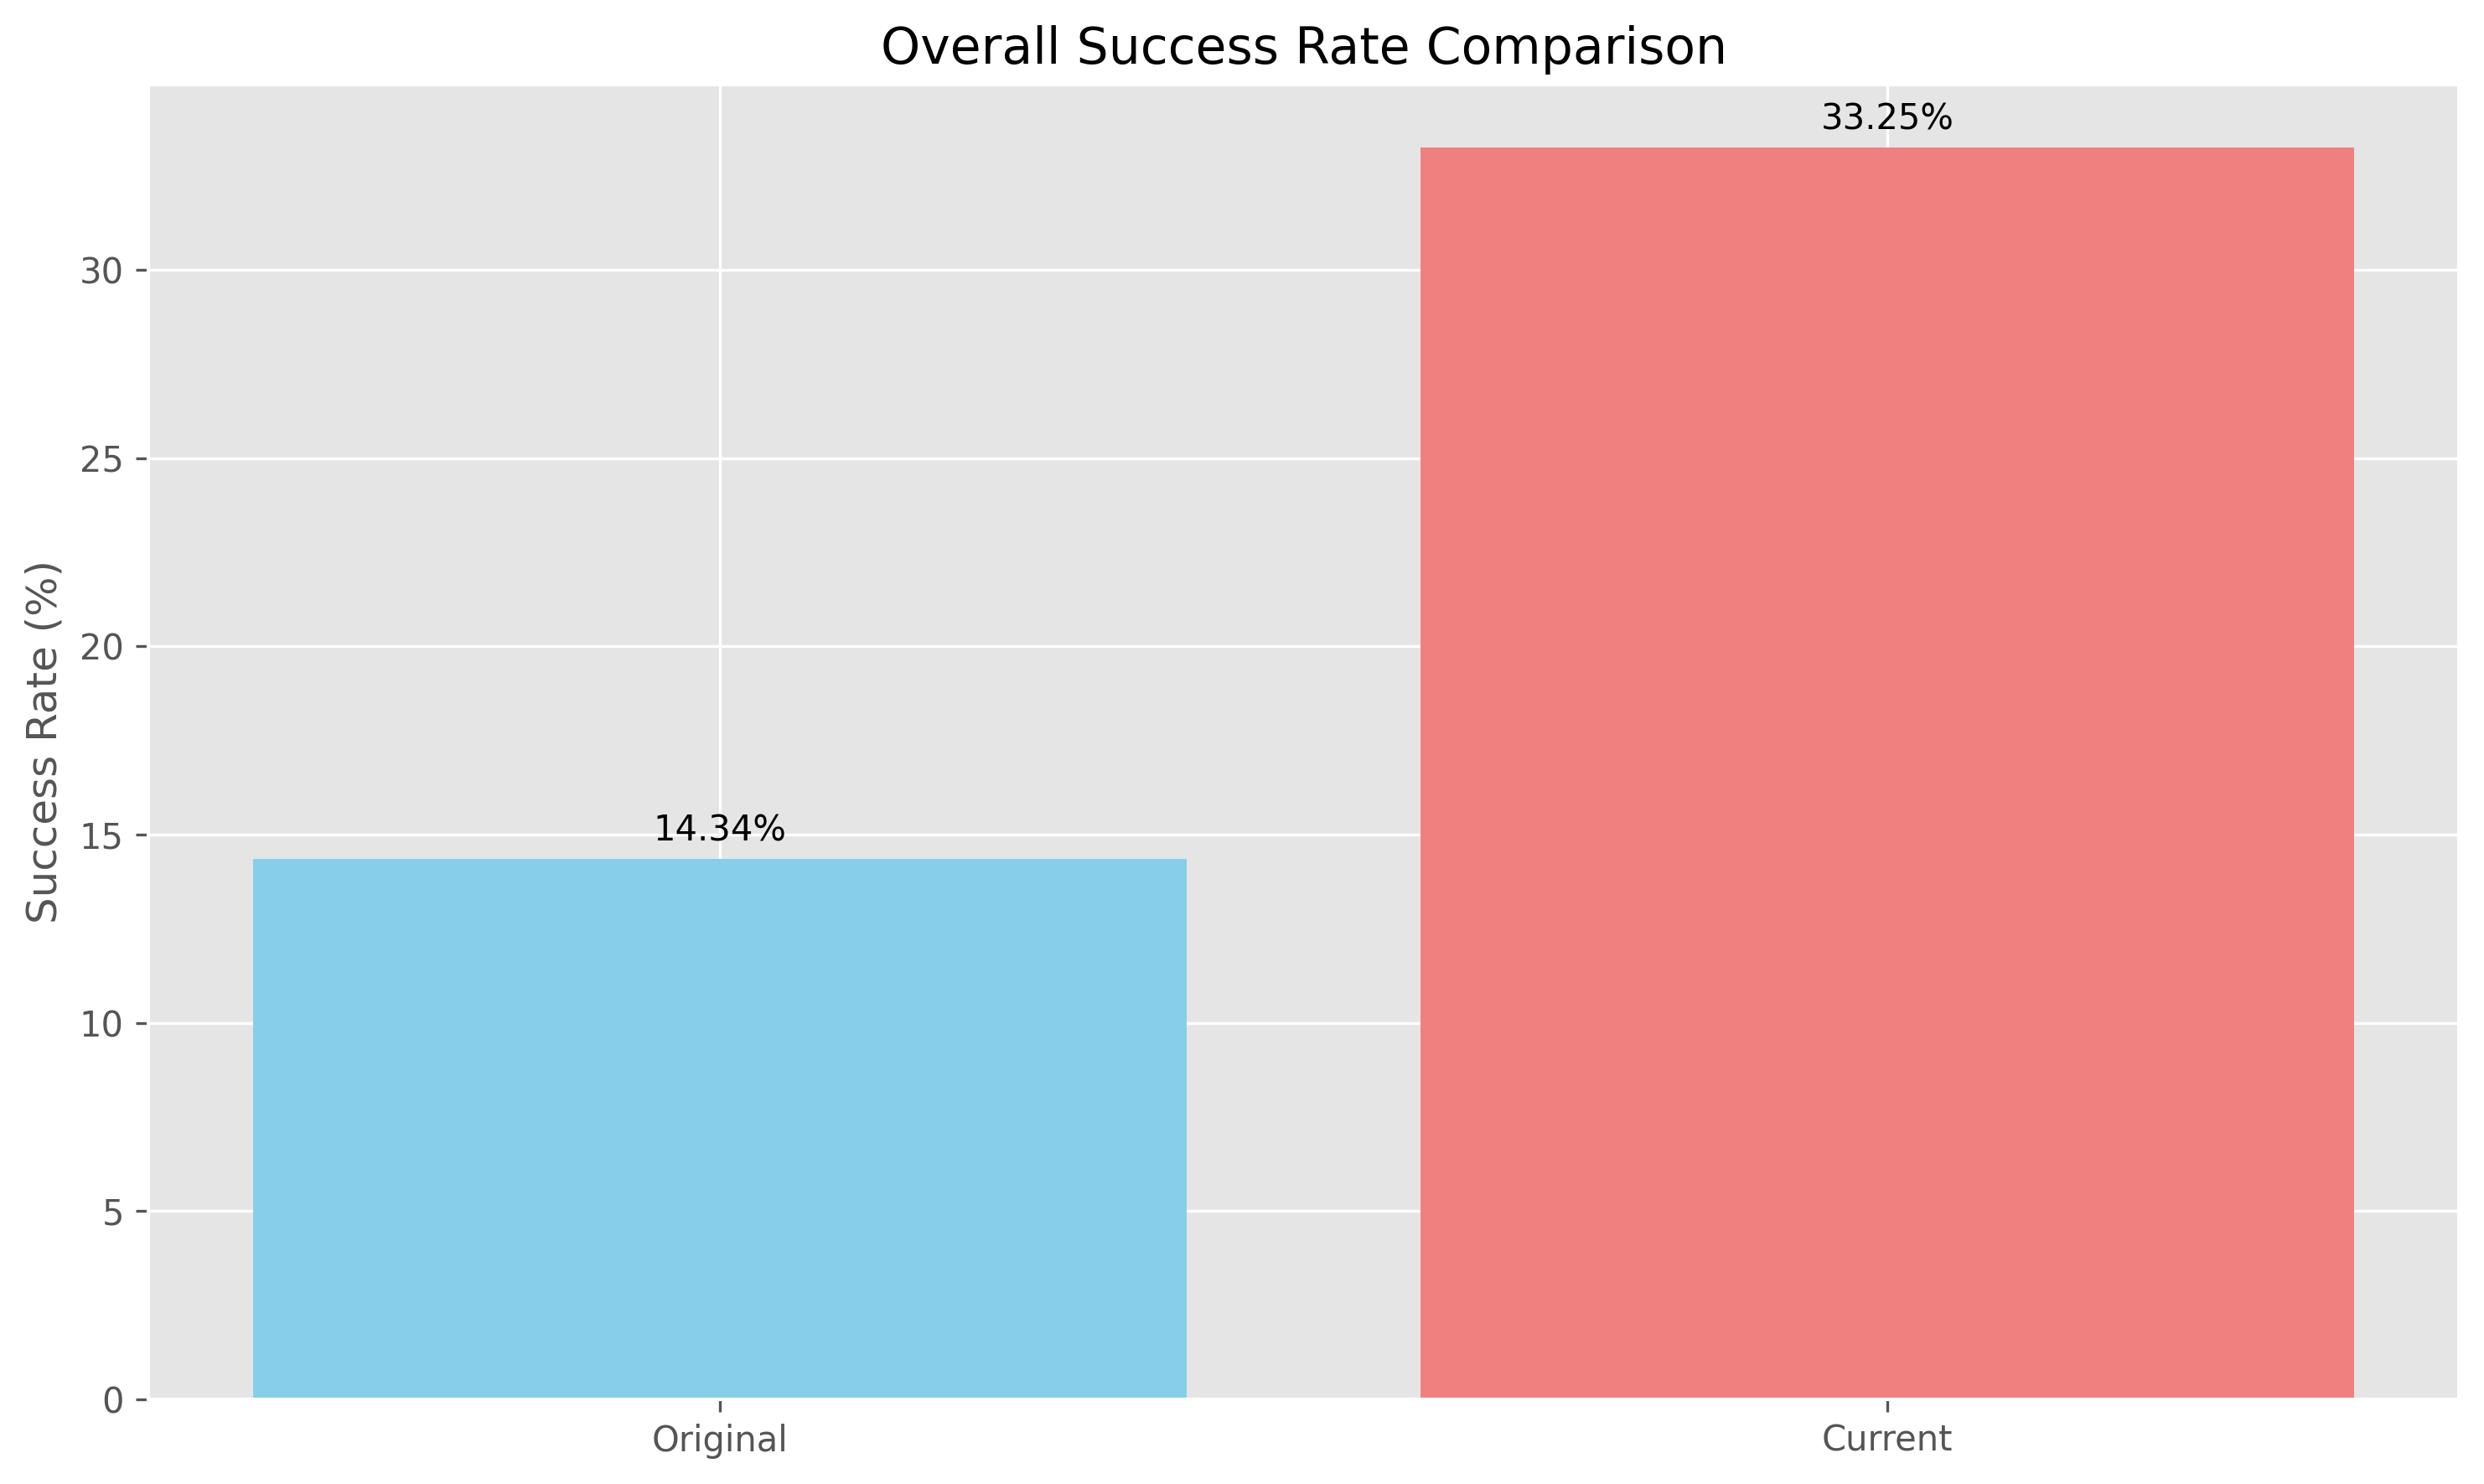 Overall Success Rate Comparison
33.25%
30
25
20
15
10
5
0
Success Rate (%)
14.34%
Original
Current